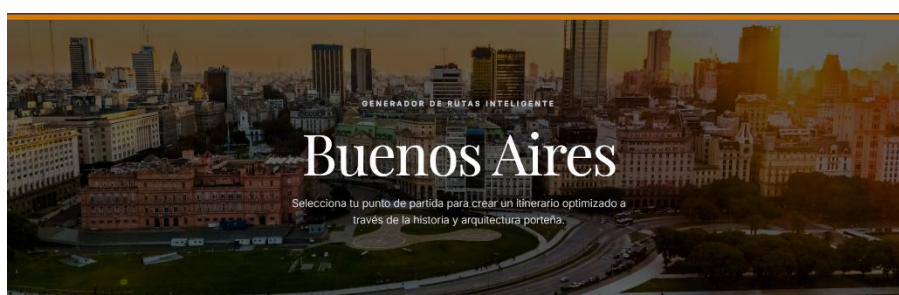 GENERADOR DE RUTAS INTELIGENTE
Buenos Aires
Selecciona tu punto de partida para crear un itinerario optimizado a
través de la historia y arquitectura porteña.